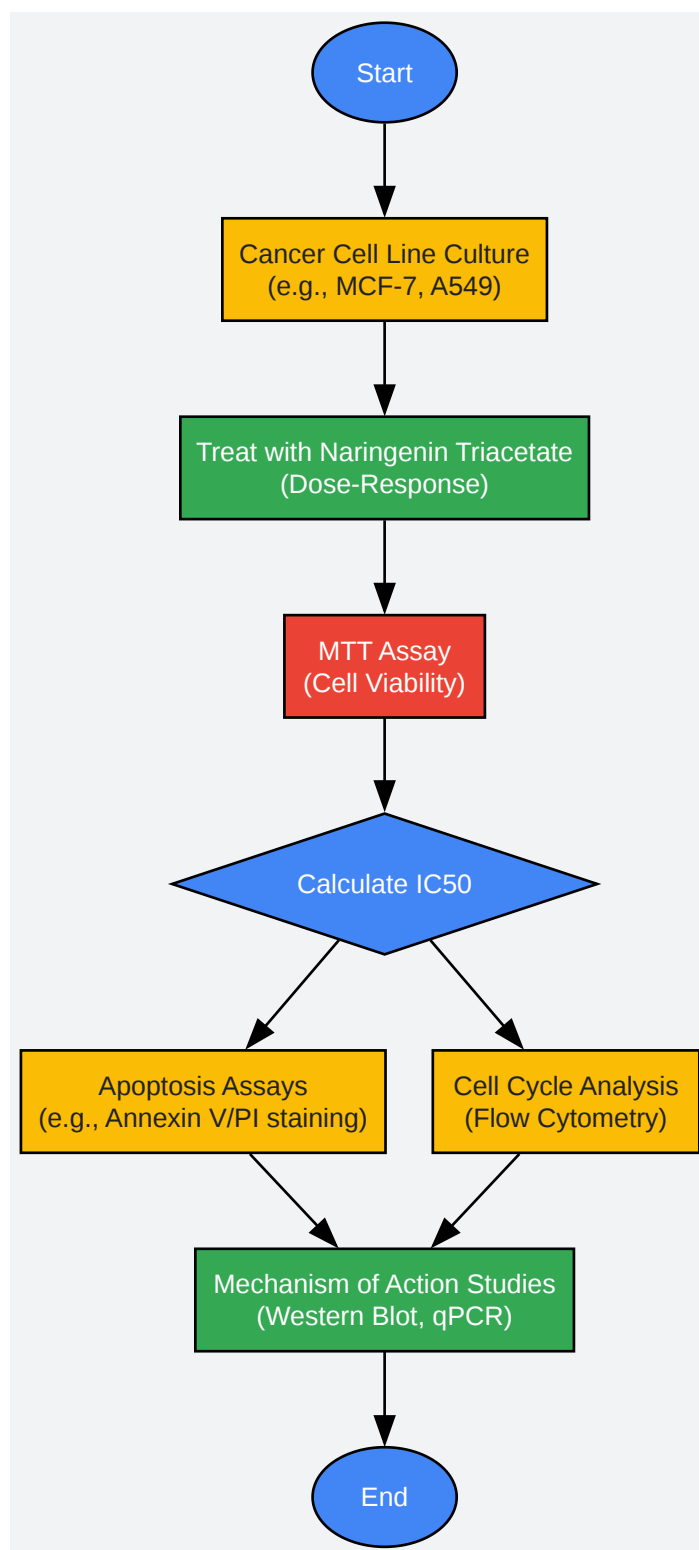 Start
Cancer Cell Line Culture
(e.g., MCF-7, A549)
Treat with Naringenin Triacetate
(Dose-Response)
MTT Assay
(Cell Viability)
Calculate IC50
Apoptosis Assays
(e.g., Annexin V/PI staining)
Cell Cycle Analysis
(Flow Cytometry)
Mechanism of Action Studies
(Western Blot, qPCR)
End